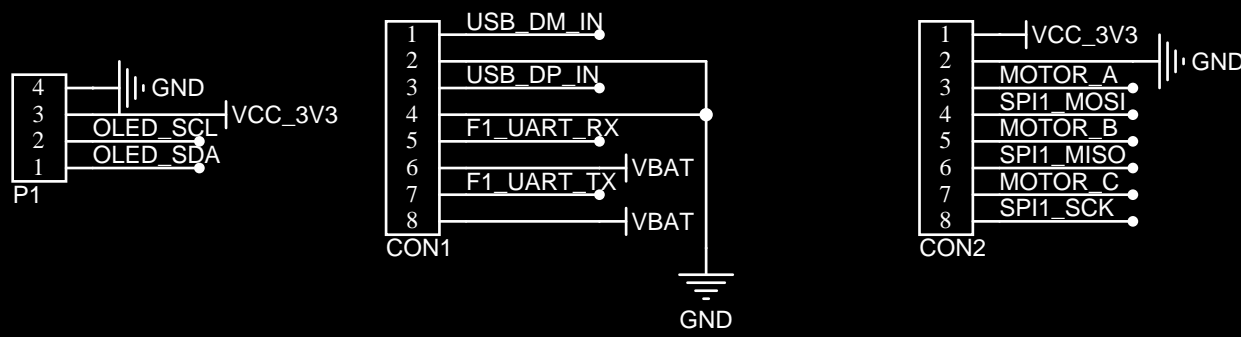 4 GND
3 VCC_3V3
2 OLED_SCL
1 OLED_SDA
P1
1 USB_DM_IN
2
3 USB_DP_IN
4
5 F1_UART_RX
6 VBAT
7 F1_UART_TX
8 VBAT
CON1
GND
1 VCC_3V3
2 GND
3 MOTOR_A
4 SPI1_MOSI
5 MOTOR_B
6 SPI1_MISO
7 MOTOR_C
8 SPI1_SCK
CON2